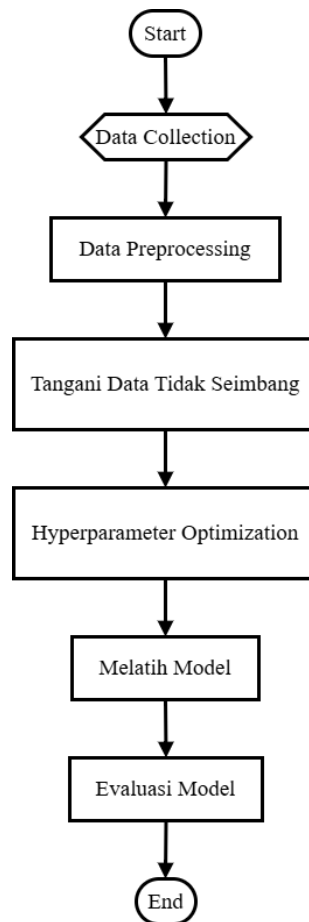 Start
Data Collection
Data Preprocessing
Tangani Data Tidak Seimbang
Hyperparameter Optimization
Melatih Model
Evaluasi Model
End